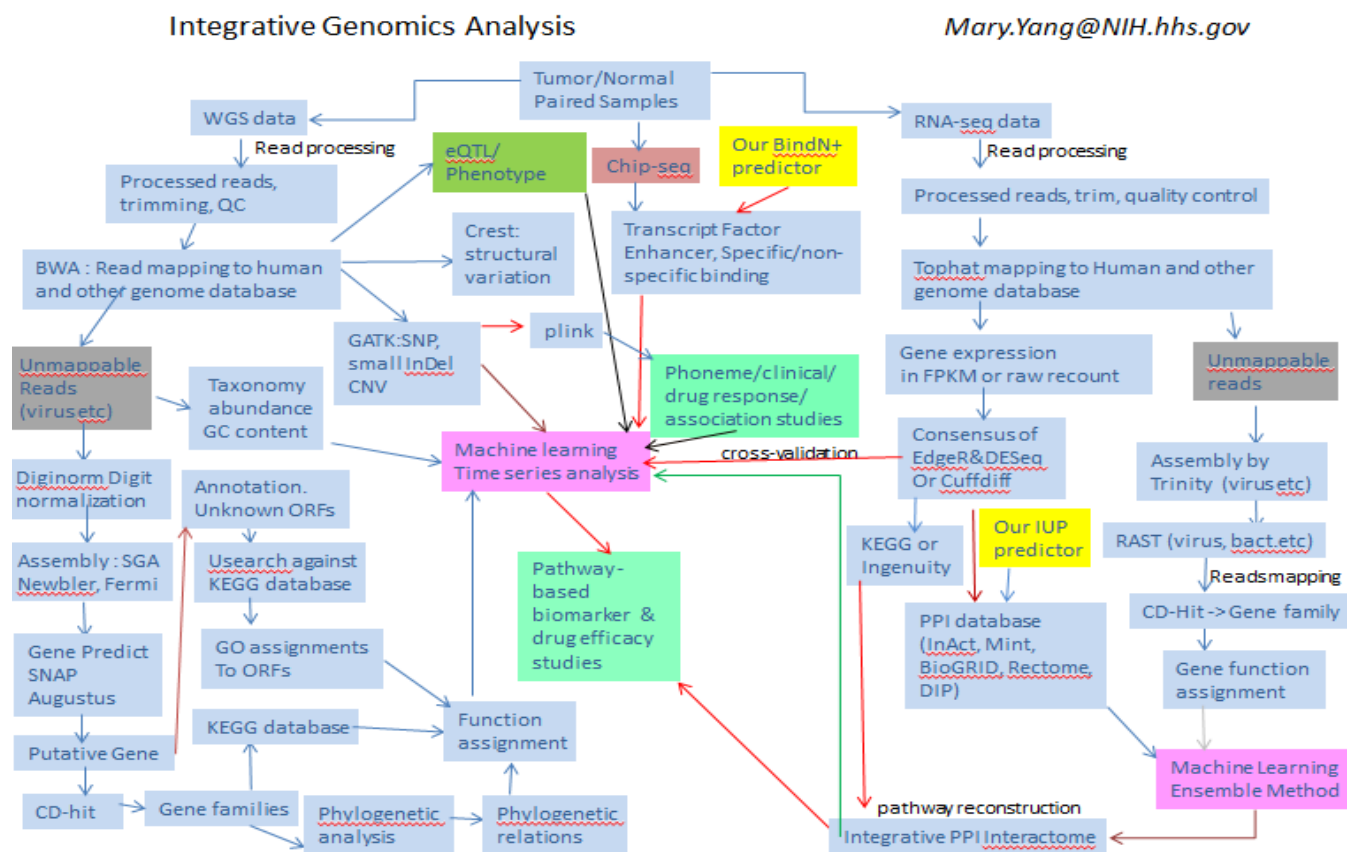 Integrative Genomics Analysis
Mary.Yang@NIH.hhs.gov
Tumor/Normal
Paired Samples
WGS data
RNA-seq data
Read processing
eQTL/
Phenotype
Chip-seq
Our BindN+
predictor
Read processing
Processed reads,
trimming, QC
Processed reads, trim, quality control
Crest:
structural
variation
Transcript Factor
Enhancer, Specific/non-
specific binding
BWA : Read mapping to human
and other genome database
Tophat mapping to Human and other
genome database
GATK:SNP,
small InDel
CNV
plink
Gene expression
in FPKM or raw recount
Unmappable
reads
Unmappable
Reads
(virus etc)
Taxonomy
abundance
GC content
Phoneme/clinical/
drug response/
association studies
Machine learning
Time series analysis
cross-validation
Consensus of
EdgeR&DESeq
Or Cuffdiff
Assembly by
Trinity (virus etc)
Diginorm Digit
normalization
Annotation.
Unknown ORFs
Our IUP
predictor
KEGG or
Ingenuity
RAST (virus, bact.etc)
Assembly : SGA
Newbler, Fermi
Usearch against
KEGG database
Pathway-
based
biomarker &
drug efficacy
studies
Reads mapping
CD-Hit -> Gene family
PPI database
(InAct, Mint,
BioGRID, Rectome,
DIP)
Gene Predict
SNAP
Augustus
GO assignments
To ORFs
Gene function
assignment
KEGG database
Function
assignment
Putative Gene
Machine Learning
Ensemble Method
CD-hit
Gene families
Phylogenetic
analysis
Phylogenetic
relations
pathway reconstruction
Integrative PPI Interactome